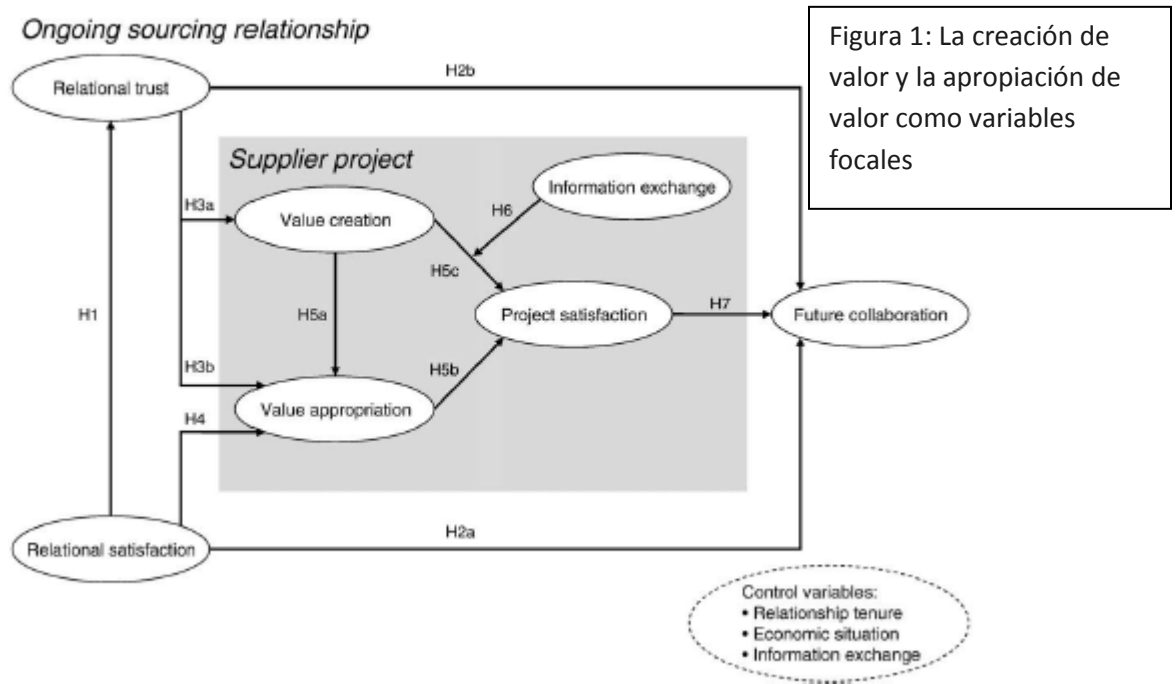 Ongoing sourcing relationship
Figura 1: La creación de
valor y la apropiación de
valor como variables
focales
Relational trust
H2b
Supplier project
Information exchange
H3a
Value creation
H6
H5c
H1
H5a
Project satisfaction
H7
Future collaboration
H3b
H5b
Value appropriation
H4
Relational satisfaction
H2a
Control variables:
• Relationship tenure
• Economic situation
• Information exchange